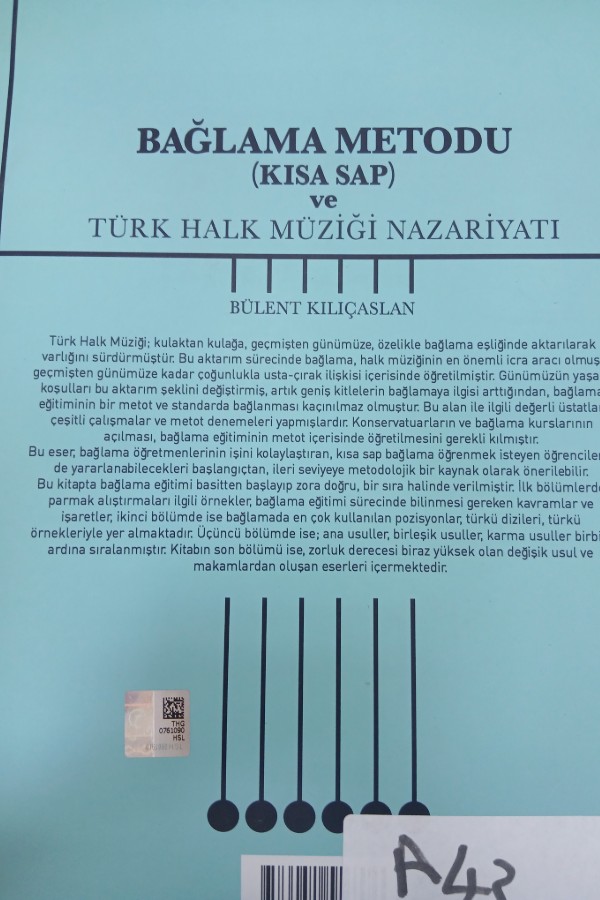 BAĞLAMA METODU
(KISA SAP)
ve
TÜRK HALK MÜZİĞİ NAZARİYATI
BÜLENT KILIÇASLAN
Türk Halk Müziği; kulaktan kulağa, geçmişten günümüze, özelikle bağlama eşliğinde aktarılarak
varlığını sürdürmüştür. Bu aktarım sürecinde bağlama, halk müziğinin en önemli icra aracı olmuş
geçmişten günümüze kadar çoğunlukla usta-çırak ilişkisi içerisinde öğretilmiştir. Günümüzün yaşa
koşulları bu aktarım şeklini değiştirmiş, artık geniş kitlelerin bağlamaya ilgisi arttığından, bağlama
eğitiminin bir metot ve standarda bağlanması kaçınılmaz olmuştur. Bu alan ile ilgili değerli üstatlar
çeşitli çalışmalar ve metot denemeleri yapmışlardır. Konservatuarların ve bağlama kurslarının
açılması, bağlama eğitiminin metot içerisinde öğretilmesini gerekli kılmıştır.
Bu eser, bağlama öğretmenlerinin işini kolaylaştıran, kısa sap bağlama öğrenmek isteyen öğrenciler
de yararlanabilecekleri başlangıçtan, ileri seviyeye metodolojik bir kaynak olarak önerilebilir.
Bu kitapta bağlama eğitimi basitten başlayıp zora doğru, bir sıra halinde verilmiştir. İlk bölümlerde
parmak alıştırmaları ilgili örnekler, bağlama eğitimi sürecinde bilinmesi gereken kavramlar ve
işaretler, ikinci bölümde ise bağlamada en çok kullanılan pozisyonlar, türkü dizileri, türkü
örnekleriyle yer almaktadır. Üçüncü bölümde ise; ana usuller, birleşik usuller, karma usuller birbi
ardına sıralanmıştır. Kitabın son bölümü ise, zorluk derecesi biraz yüksek olan değişik usul ve
makamlardan oluşan eserleri içermektedir.
THG
0761090
HSL
A43